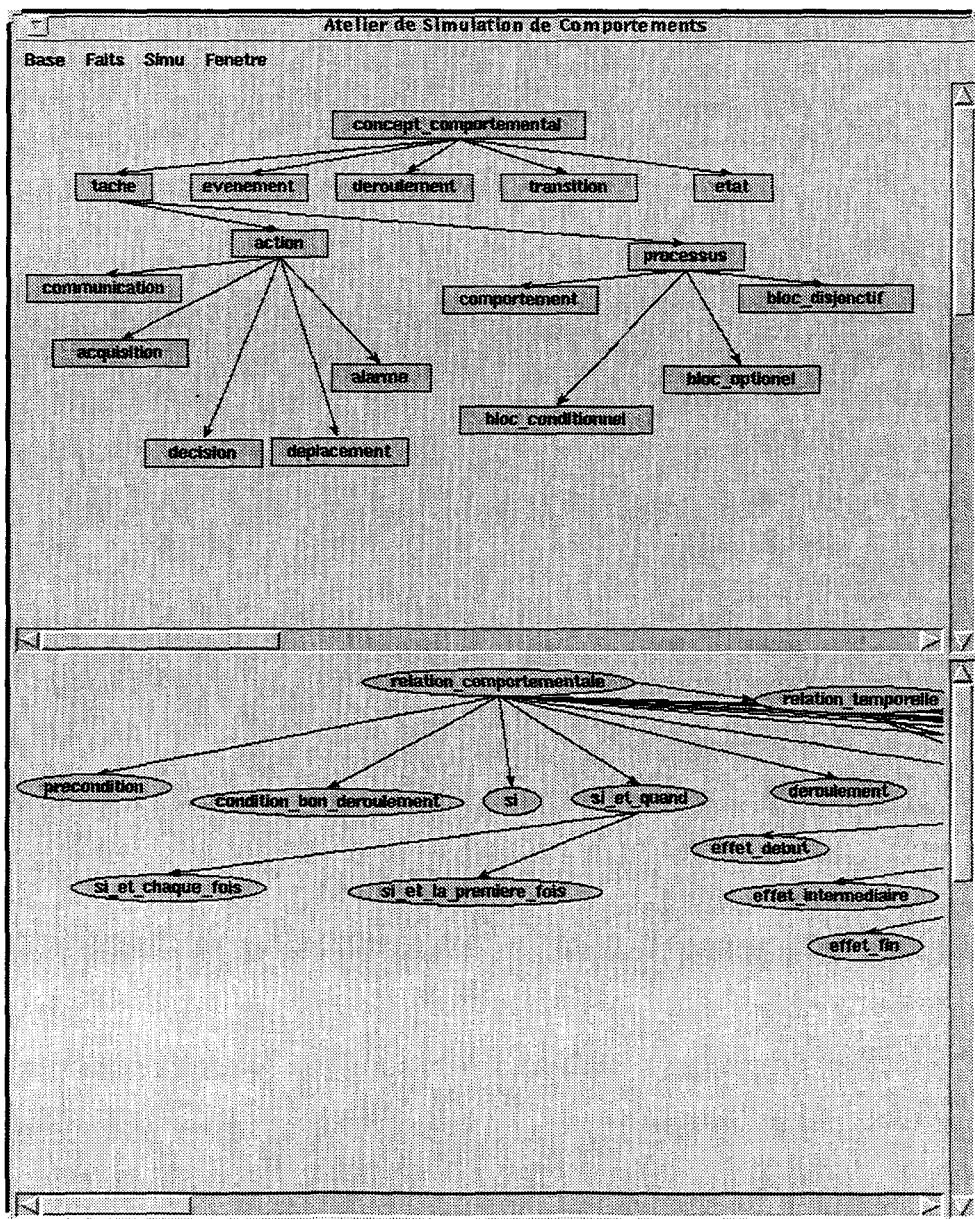 Atelier de Simulation de Comportements
Base Faits Simu Fenetre
concept_comportemental
tache evenement deroulement transition etat
action processus
communication comportement bloc_disjonctif
acquisition
alarme bloc_optionel
bloc_conditionnel
decision deplacement
relation_comportementale
relation_temporelle
precondition condition_bon_deroulement si si_et_quand deroulement
effet_debut
si_et_chaque_fois si_et_la_premiere_fois effet_intermediaire
effet_fin